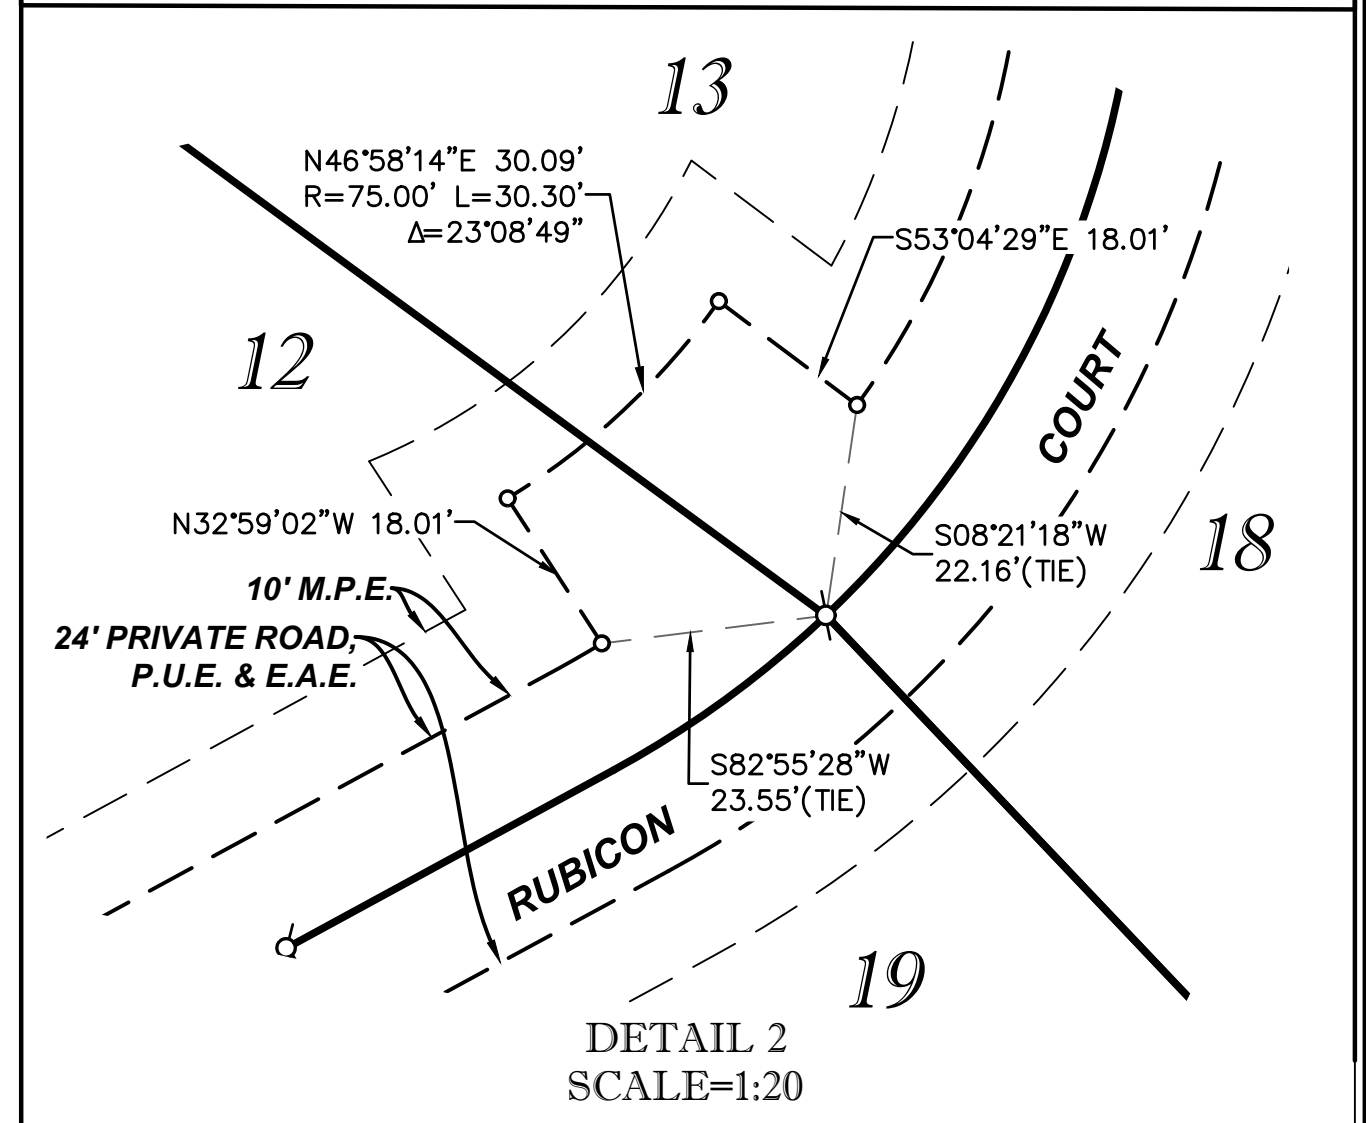 13
N46°58'14"E 30.09'
R=75.00' L=30.30'
Δ=23°08'49"
S53°04'29"E 18.01'
12
COURT
N32°59'02"W 18.01'
S08°21'18"W
22.16'(TIE)
18
10' M.P.E.
24' PRIVATE ROAD,
P.U.E. & E.A.E.
S82°55'28"W
23.55'(TIE)
RUBICON
19
DETAIL 2
SCALE=1:20